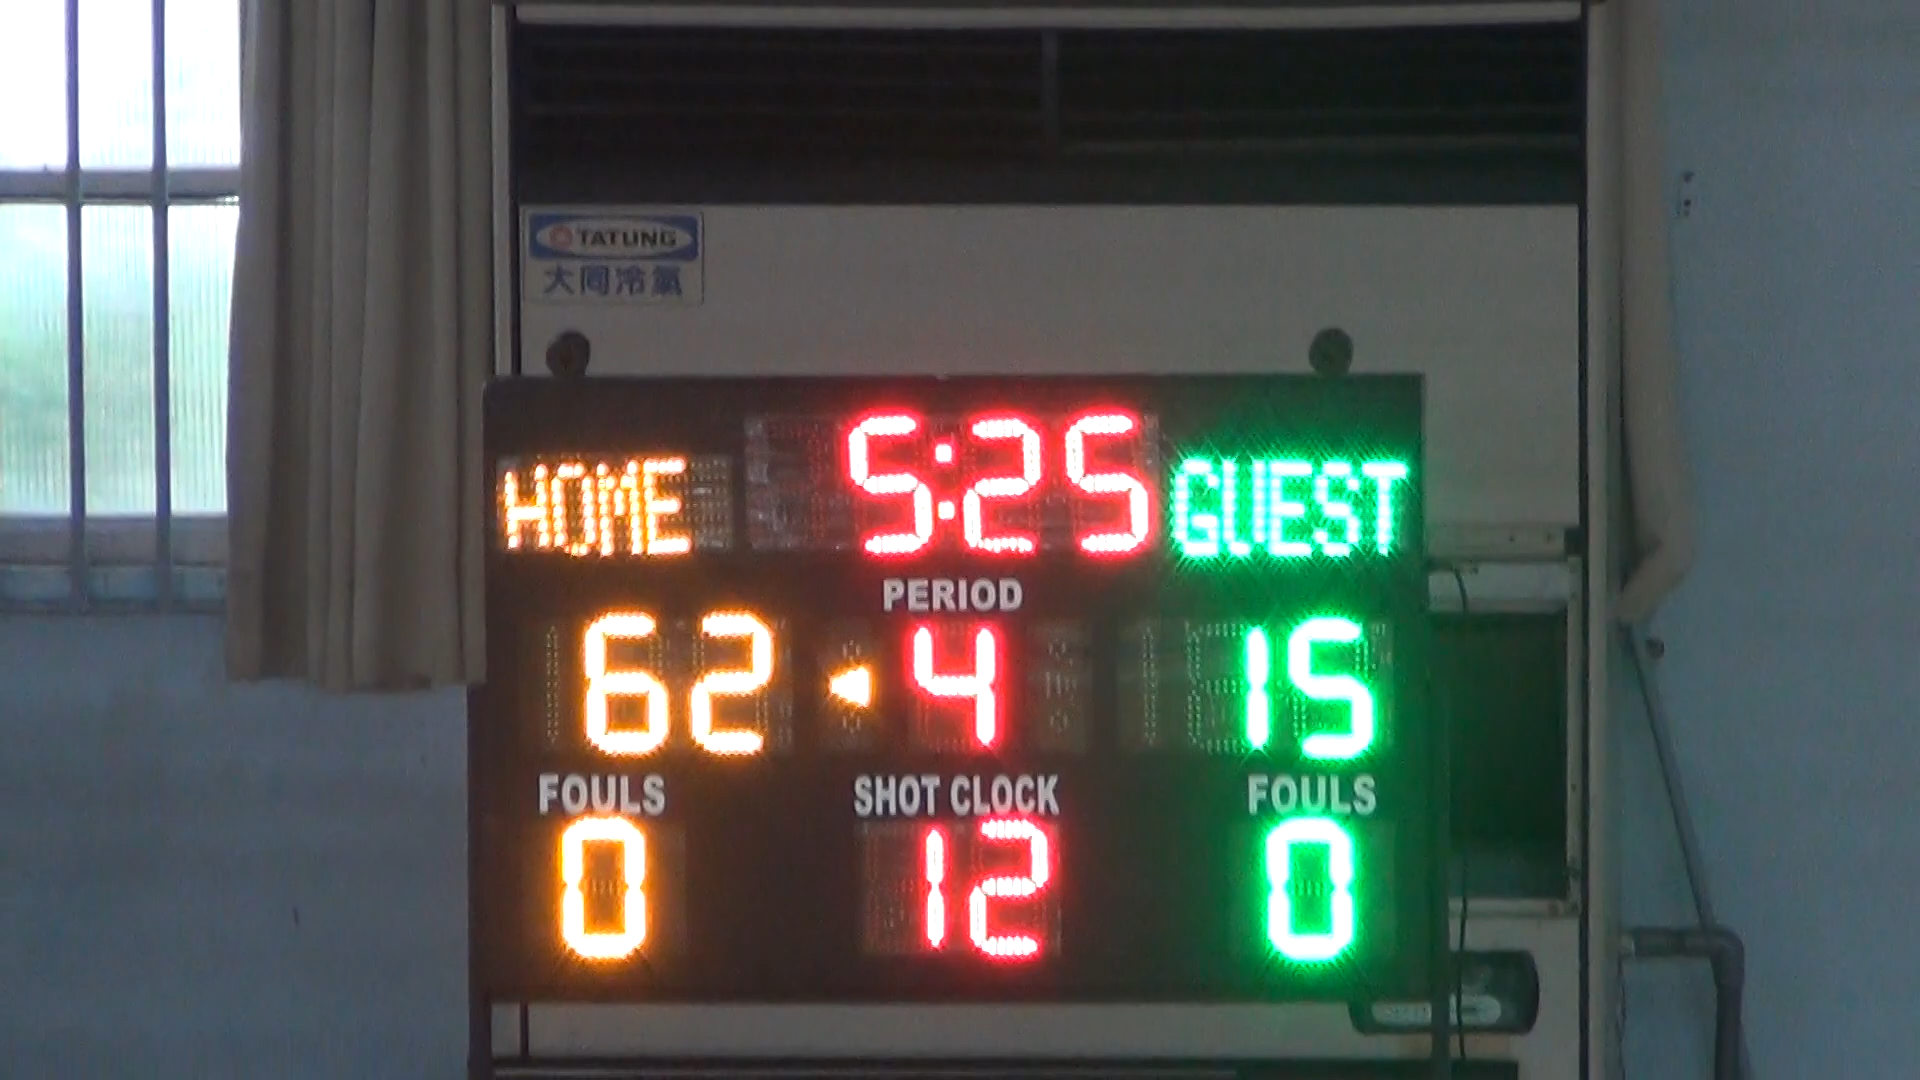 TATUNG
大同冷氣
5:25
HOME GUEST
PERIOD
62 4 15
FOULS SHOT CLOCK FOULS
0 12 0